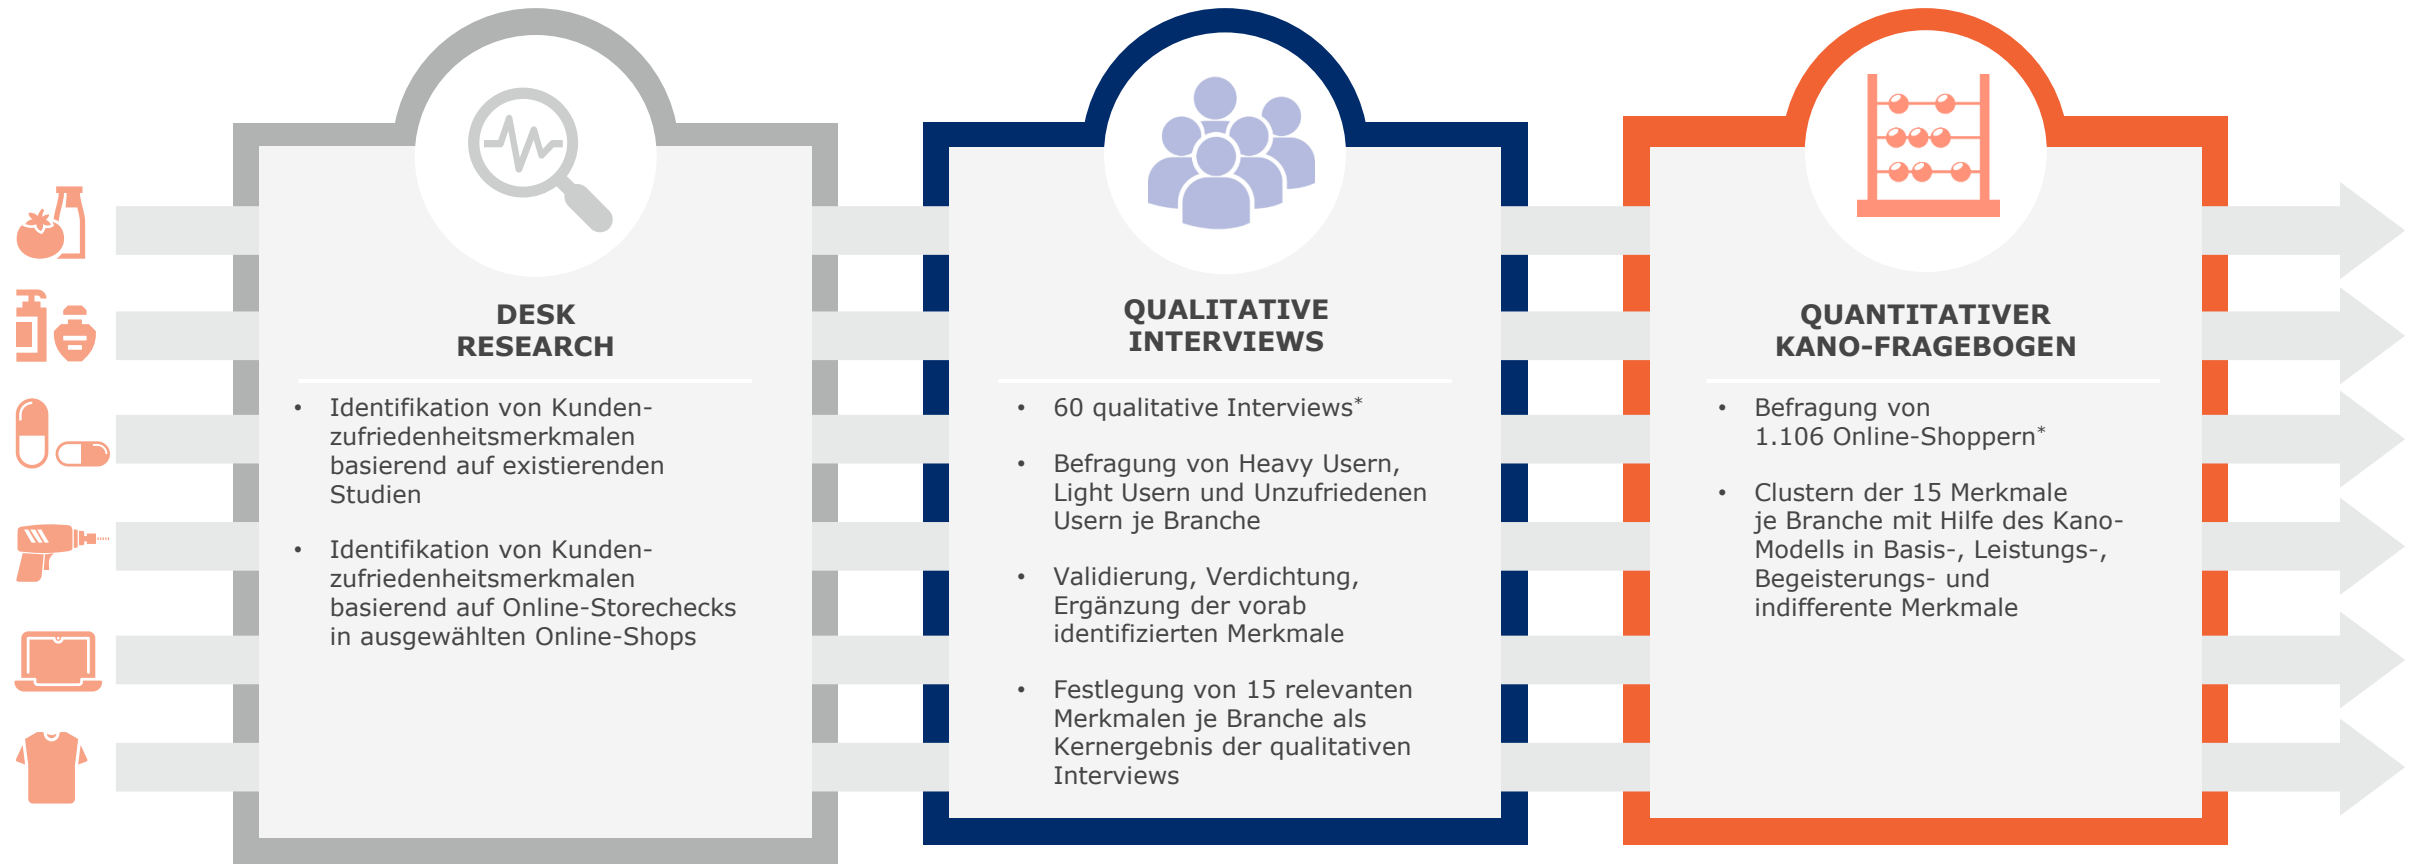 DESK
RESEARCH
• Identifikation von Kunden-
zufriedenheitsmerkmalen
basierend auf existierenden
Studien
• Identifikation von Kunden-
zufriedenheitsmerkmalen
basierend auf Online-Storechecks
in ausgewählten Online-Shops
QUALITATIVE
INTERVIEWS
• 60 qualitative Interviews*
• Befragung von Heavy Usern,
Light Usern und Unzufriedenen
Usern je Branche
• Validierung, Verdichtung,
Ergänzung der vorab
identifizierten Merkmale
• Festlegung von 15 relevanten
Merkmalen je Branche als
Kernergebnis der qualitativen
Interviews
QUANTITATIVER
KANO-FRAGEBOGEN
• Befragung von
1.106 Online-Shoppern*
• Clustern der 15 Merkmale
je Branche mit Hilfe des Kano-
Modells in Basis-, Leistungs-,
Begeisterungs- und
indifferente Merkmale